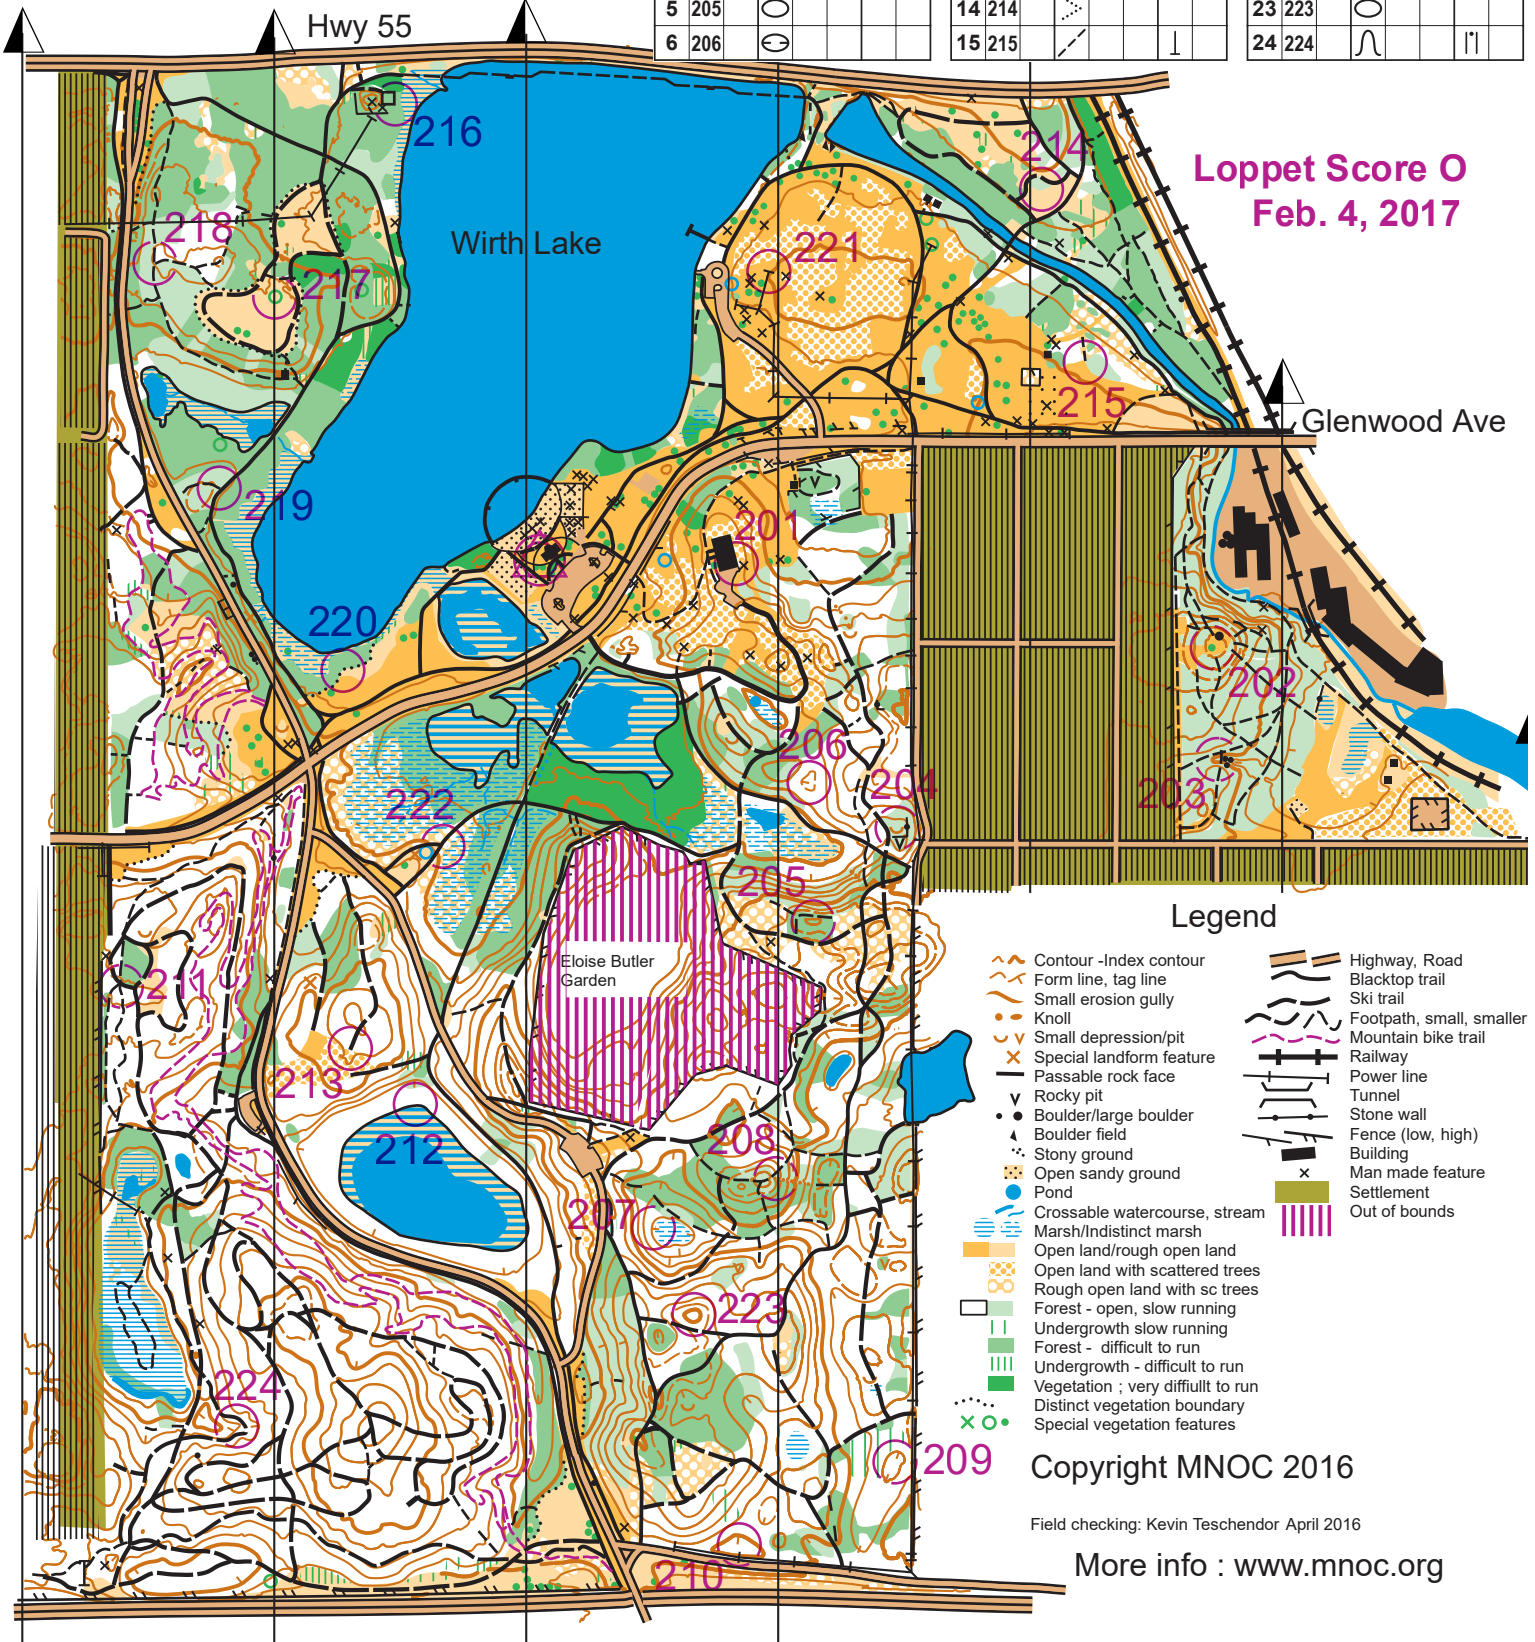 5 205
6 206
14 214
15 215
23 223
24 224
Hwy 55
Loppet Score O
Feb. 4, 2017
Wirth Lake
Glenwood Ave
216
214
218
217
221
215
219
201
220
202
206
204
203
222
205
211
213
212
208
207
223
224
209
210
Eloise Butler
Garden
Legend
Contour -Index contour
Form line, tag line
Small erosion gully
Knoll
Small depression/pit
Special landform feature
Passable rock face
Rocky pit
Boulder/large boulder
Boulder field
Stony ground
Open sandy ground
Pond
Crossable watercourse, stream
Marsh/Indistinct marsh
Open land/rough open land
Open land with scattered trees
Rough open land with sc trees
Forest - open, slow running
Undergrowth slow running
Forest - difficult to run
Undergrowth - difficult to run
Vegetation ; very diffiullt to run
Distinct vegetation boundary
Special vegetation features
Highway, Road
Blacktop trail
Ski trail
Footpath, small, smaller
Mountain bike trail
Railway
Power line
Tunnel
Stone wall
Fence (low, high)
Building
Man made feature
Settlement
Out of bounds
Copyright MNOC 2016
Field checking: Kevin Teschendor April 2016
More info : www.mnoc.org